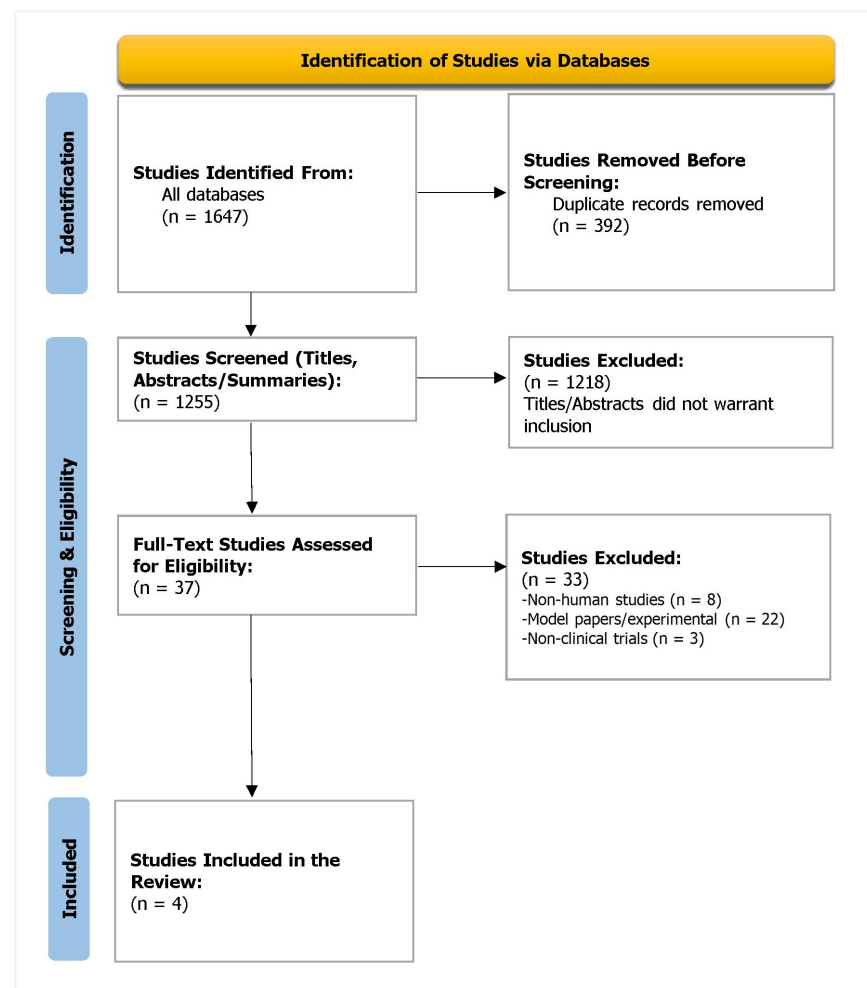 Identification of Studies via Databases
Identification
Studies Identified From:
All databases
(n = 1647)
Studies Removed Before
Screening:
Duplicate records removed
(n = 392)
Screening & Eligibility
Studies Screened (Titles,
Abstracts/Summaries):
(n = 1255)
Studies Excluded:
(n = 1218)
Titles/Abstracts did not warrant
inclusion
Full-Text Studies Assessed
for Eligibility:
(n = 37)
Studies Excluded:
(n = 33)
-Non-human studies (n = 8)
-Model papers/experimental (n = 22)
-Non-clinical trials (n = 3)
Included
Studies Included in the
Review:
(n = 4)